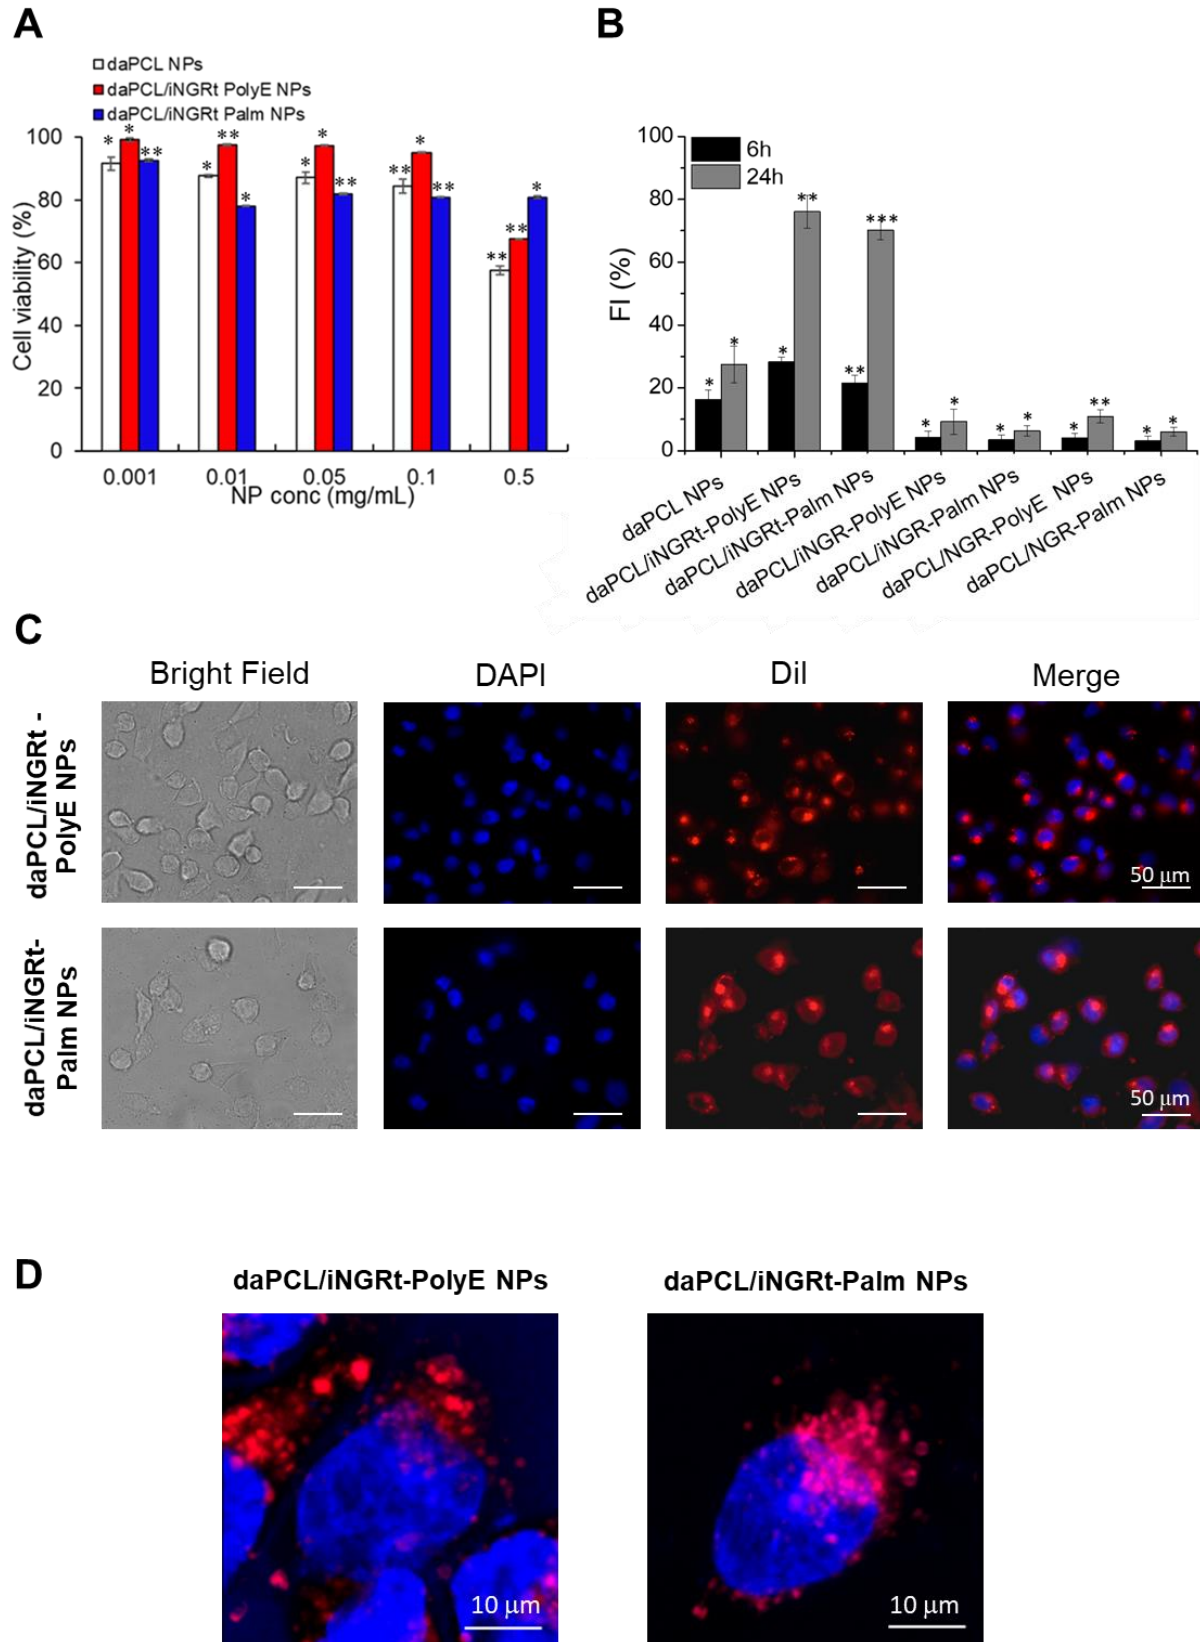 A
daPCL NPs
daPCL/iNGRt PolyE NPs
daPCL/iNGRt Palm NPs
Cell viability (%)
100
80
60
40
20
0
* * **
* ** *
* * **
** * **
** ** *
0.001 0.01 0.05 0.1 0.5
NP conc (mg/mL)
B
6h
24h
FI (%)
100
80
60
40
20
0
* *
* **
** ***
* *
* *
* **
* *
daPCL NPs
daPCL/iNGRt-PolyE NPs
daPCL/iNGRt-Palm NPs
daPCL/iNGR-PolyE NPs
daPCL/iNGR-Palm NPs
daPCL/NGR-PolyE NPs
daPCL/NGR-Palm NPs
C
Bright Field DAPI Dil Merge
daPCL/iNGRt -
PolyE NPs
50 μm
daPCL/iNGRt-
Palm NPs
50 μm
D
daPCL/iNGRt-PolyE NPs daPCL/iNGRt-Palm NPs
10 μm 10 μm